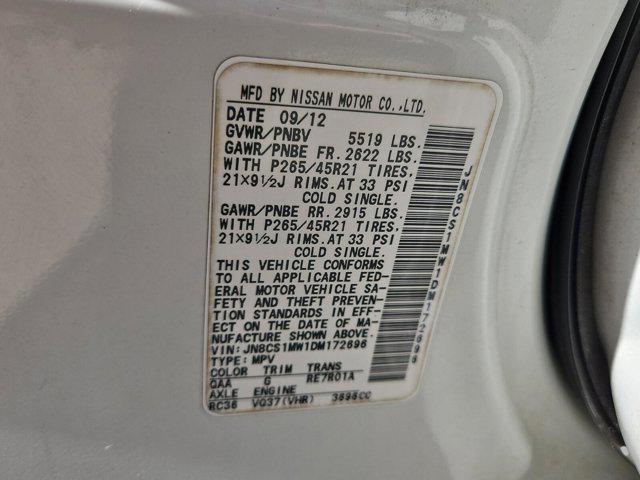 MFD BY NISSAN MOTOR CO.,LTD.
DATE 09/12
GVWR/PNBV 5519 LBS.
GAWR/PNBE FR. 2622 LBS.
WITH P265/45R21 TIRES,
21×9½J RIMS.AT 33 PSI
COLD SINGLE.
GAWR/PNBE RR. 2915 LBS.
WITH P265/45R21 TIRES,
21×9½J RIMS.AT 33 PSI
COLD SINGLE.
THIS VEHICLE CONFORMS
TO ALL APPLICABLE FED-
ERAL MOTOR VEHICLE SA-
FETY AND THEFT PREVEN-
TION STANDARDS IN EFF-
ECT ON THE DATE OF MA-
NUFACTURE SHOWN ABOVE.
VIN: JN8CS1MW1DM172696
TYPE: MPV
COLOR TRIM TRANS
QAA G RE7R01A
AXLE ENGINE
RC36 VQ37(VHR) 3696CC
JN8CS1MW1DM172696